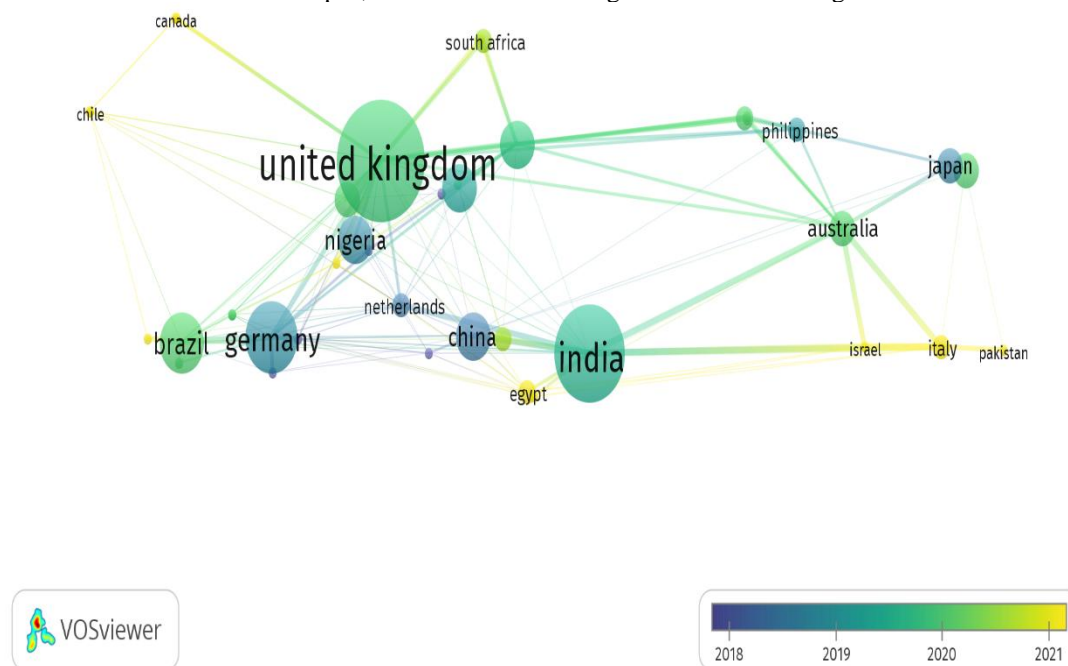 canada
south africa
chile
philippines
united kingdom
japan
australia
nigeria
netherlands
brazil
germany
china
india
israel
italy
pakistan
egypt
VOSviewer
2018
2019
2020
2021